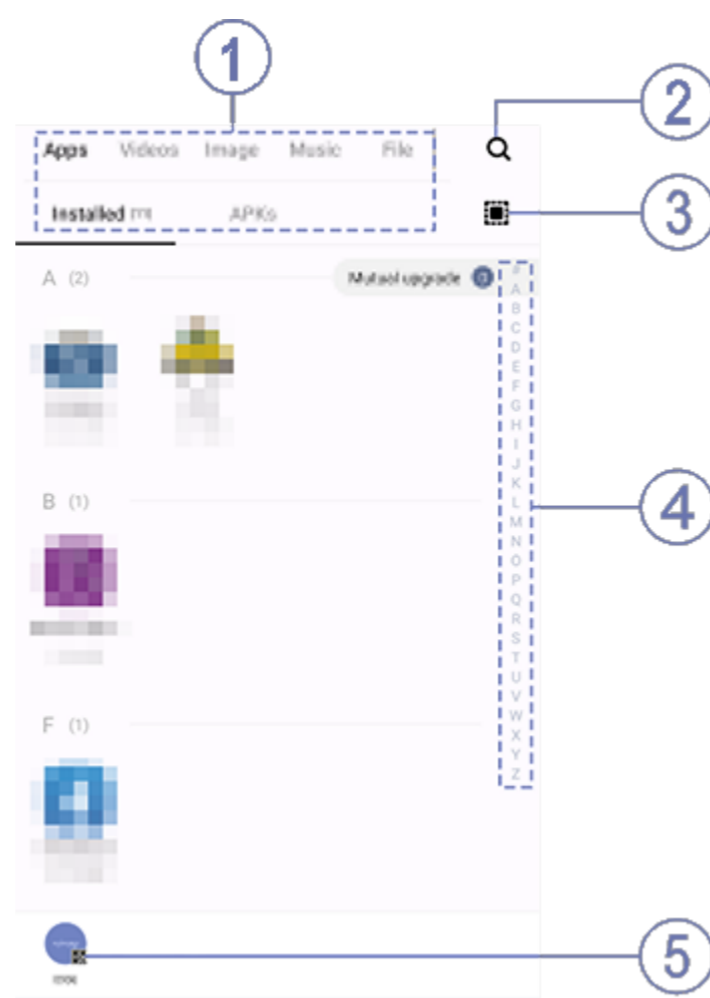 1
2
Apps Videos Image Music File
3
Installed
APKs
A (2)
Mutual upgrade
#
A
B
C
D
E
F
G
H
I
J
K
L
M
N
O
P
Q
R
S
T
U
V
W
X
Y
Z
4
B (1)
F (1)
5